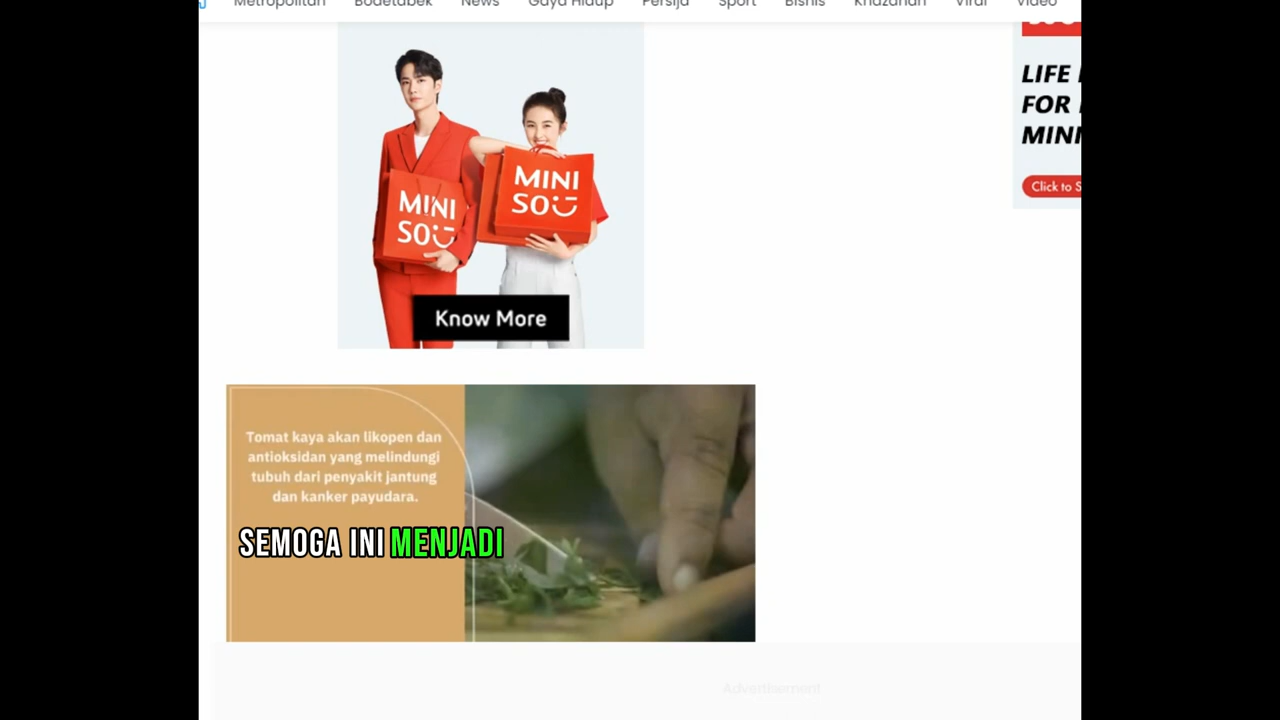 Metropolitan Bodetabek News Gaya Hidup Persija Sport Bisnis Khazanah Viral Video
LIFE
FOR
MINI
Click to S
MINI
SO
MINI
SO
Know More
Tomat kaya akan likopen dan
antioksidan yang melindungi
tubuh dari penyakit jantung
dan kanker payudara.
SEMOGA INI MENJADI
Advertisement